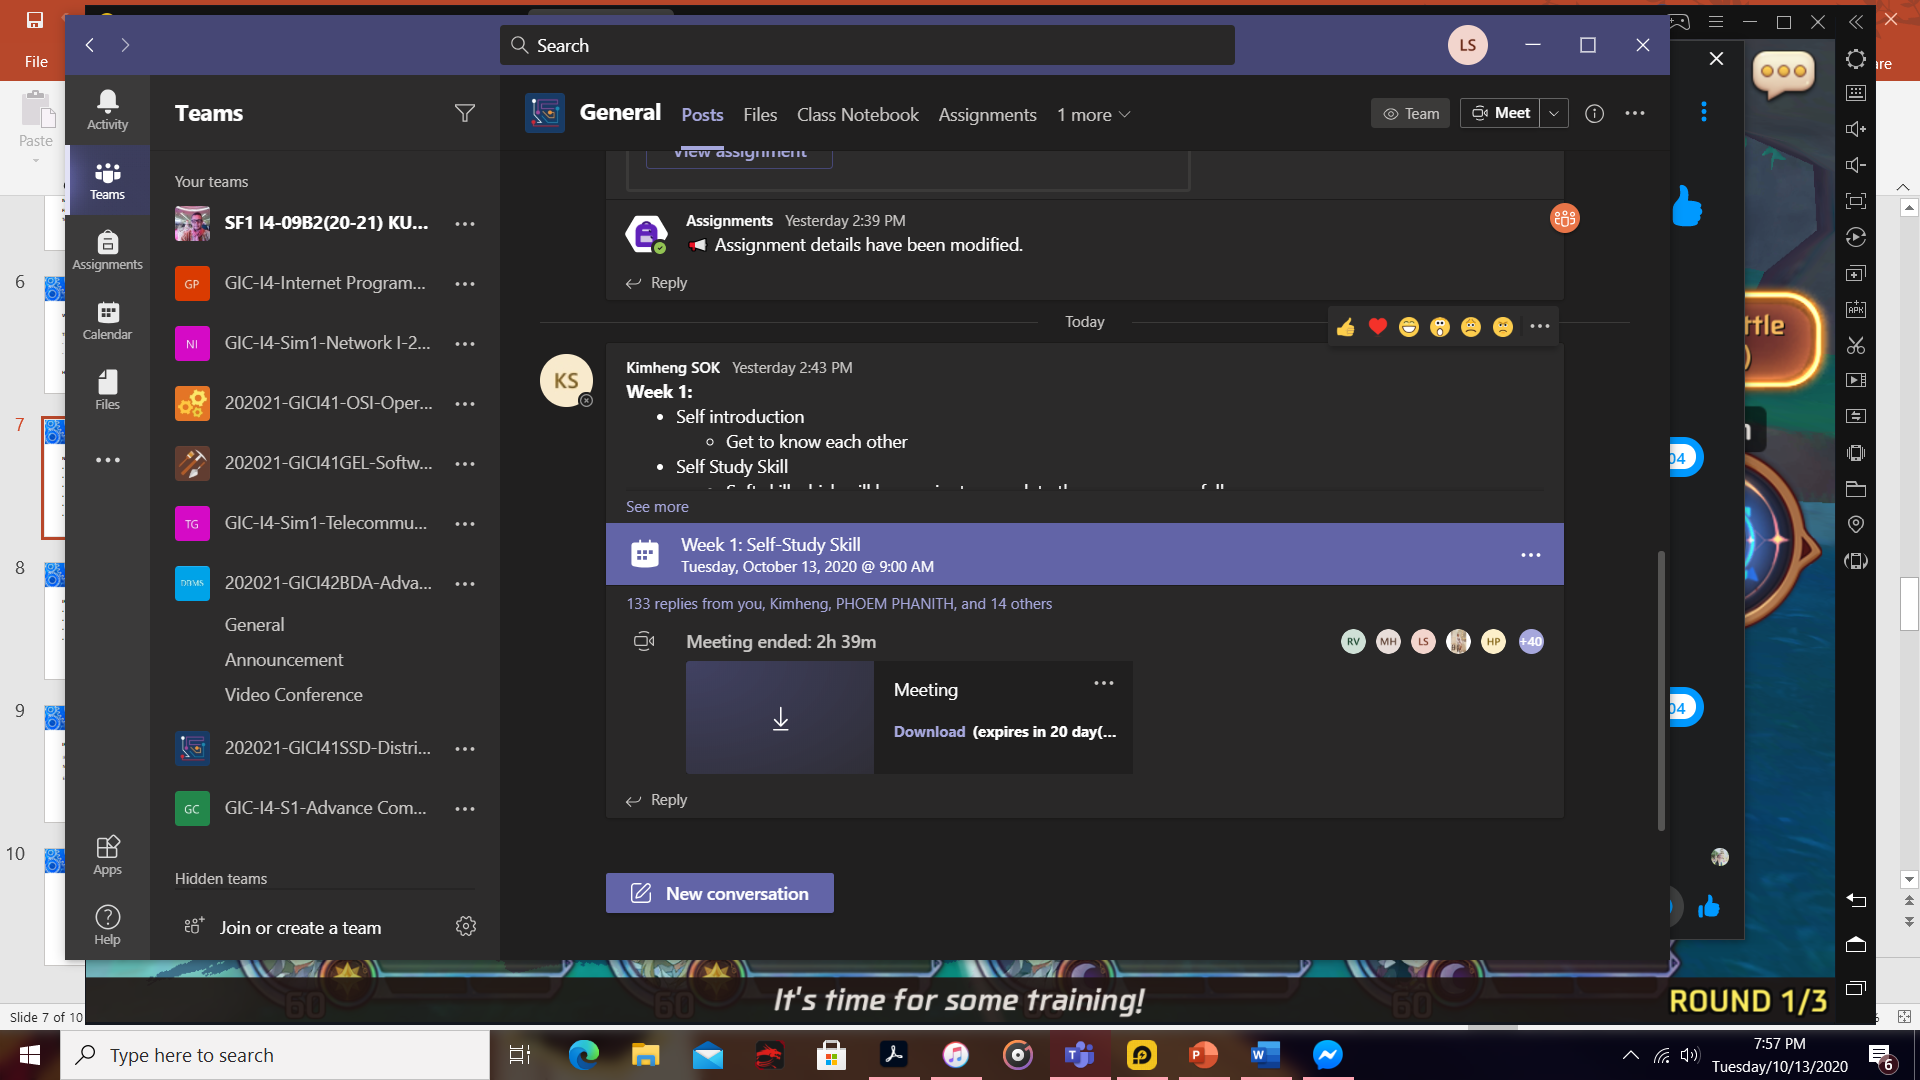 File
Paste
6
7
8
9
10
Slide 7 of 10
Search
LS
Activity
Teams
Assignments
Calendar
Files
Apps
Help
Teams
Your teams
SF1 I4-09B2(20-21) KU...
GP GIC-I4-Internet Program...
NI GIC-I4-Sim1-Network I-2...
202021-GICI41-OSI-Oper...
202021-GICI41GEL-Softw...
TG GIC-I4-Sim1-Telecommu...
DDMS 202021-GICI42BDA-Adva...
General
Announcement
Video Conference
202021-GICI41SSD-Distri...
GC GIC-I4-S1-Advance Com...
Hidden teams
Join or create a team
General Posts Files Class Notebook Assignments 1 more
Team Meet
View assignment
Assignments Yesterday 2:39 PM
Assignment details have been modified.
Reply
Today
KS
Kimheng SOK Yesterday 2:43 PM
Week 1:
Self introduction
Get to know each other
Self Study Skill
See more
Week 1: Self-Study Skill
Tuesday, October 13, 2020 @ 9:00 AM
133 replies from you, Kimheng, PHOEM PHANITH, and 14 others
Meeting ended: 2h 39m
RV MH LS HP +40
Meeting
Download (expires in 20 day(...
Reply
New conversation
04
04
ttle
60 60 60 60
It's time for some training!
ROUND 1/3
Type here to search
7:57 PM
Tuesday/10/13/2020
6